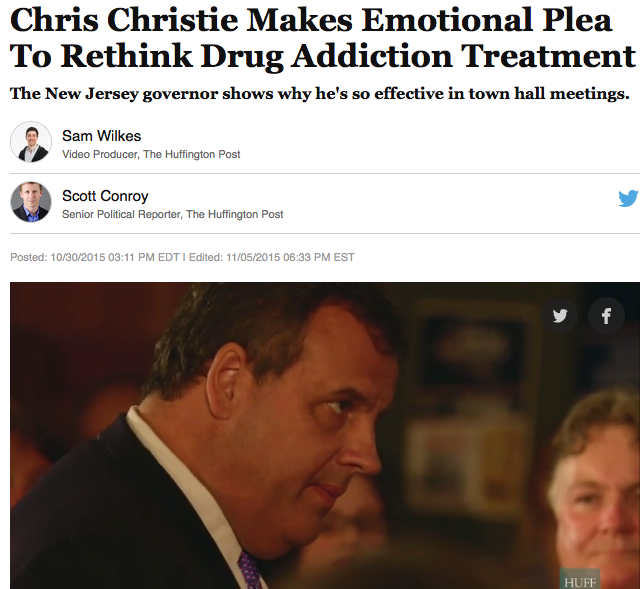 Chris Christie Makes Emotional Plea
To Rethink Drug Addiction Treatment
The New Jersey governor shows why he's so effective in town hall meetings.
Sam Wilkes
Video Producer, The Huffington Post
Scott Conroy
Senior Political Reporter, The Huffington Post
Posted: 10/30/2015 03:11 PM EDT | Edited: 11/05/2015 06:33 PM EST
HUFF